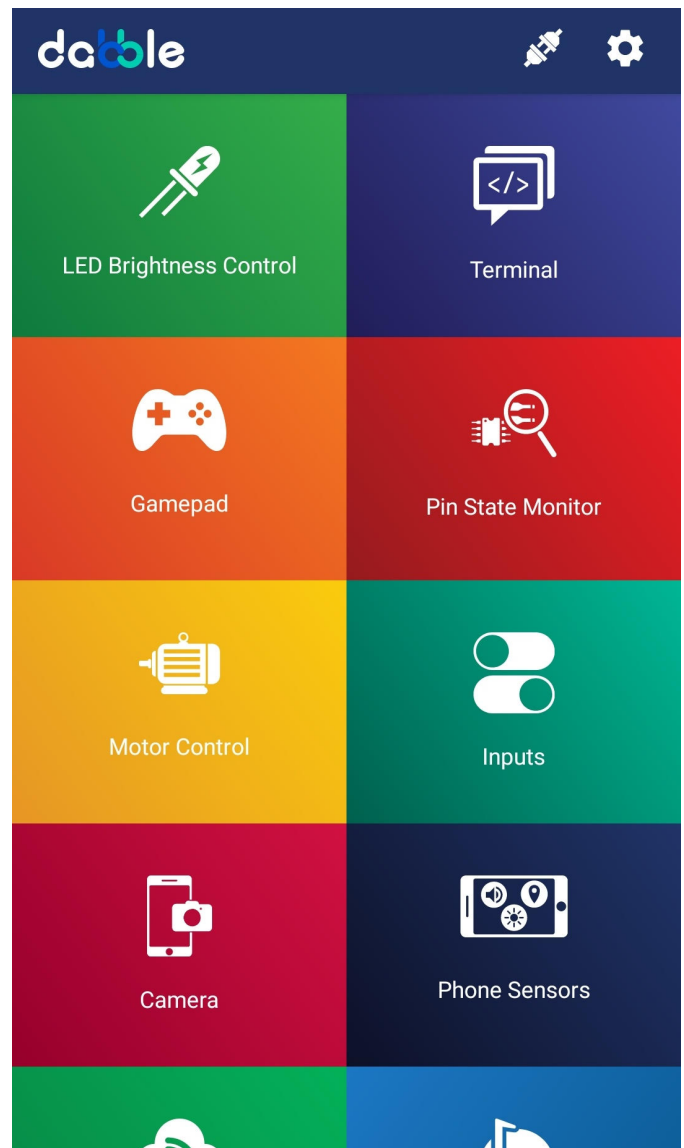 dabble
LED Brightness Control
</>
Terminal
Gamepad
Pin State Monitor
Motor Control
Inputs
Camera
Phone Sensors